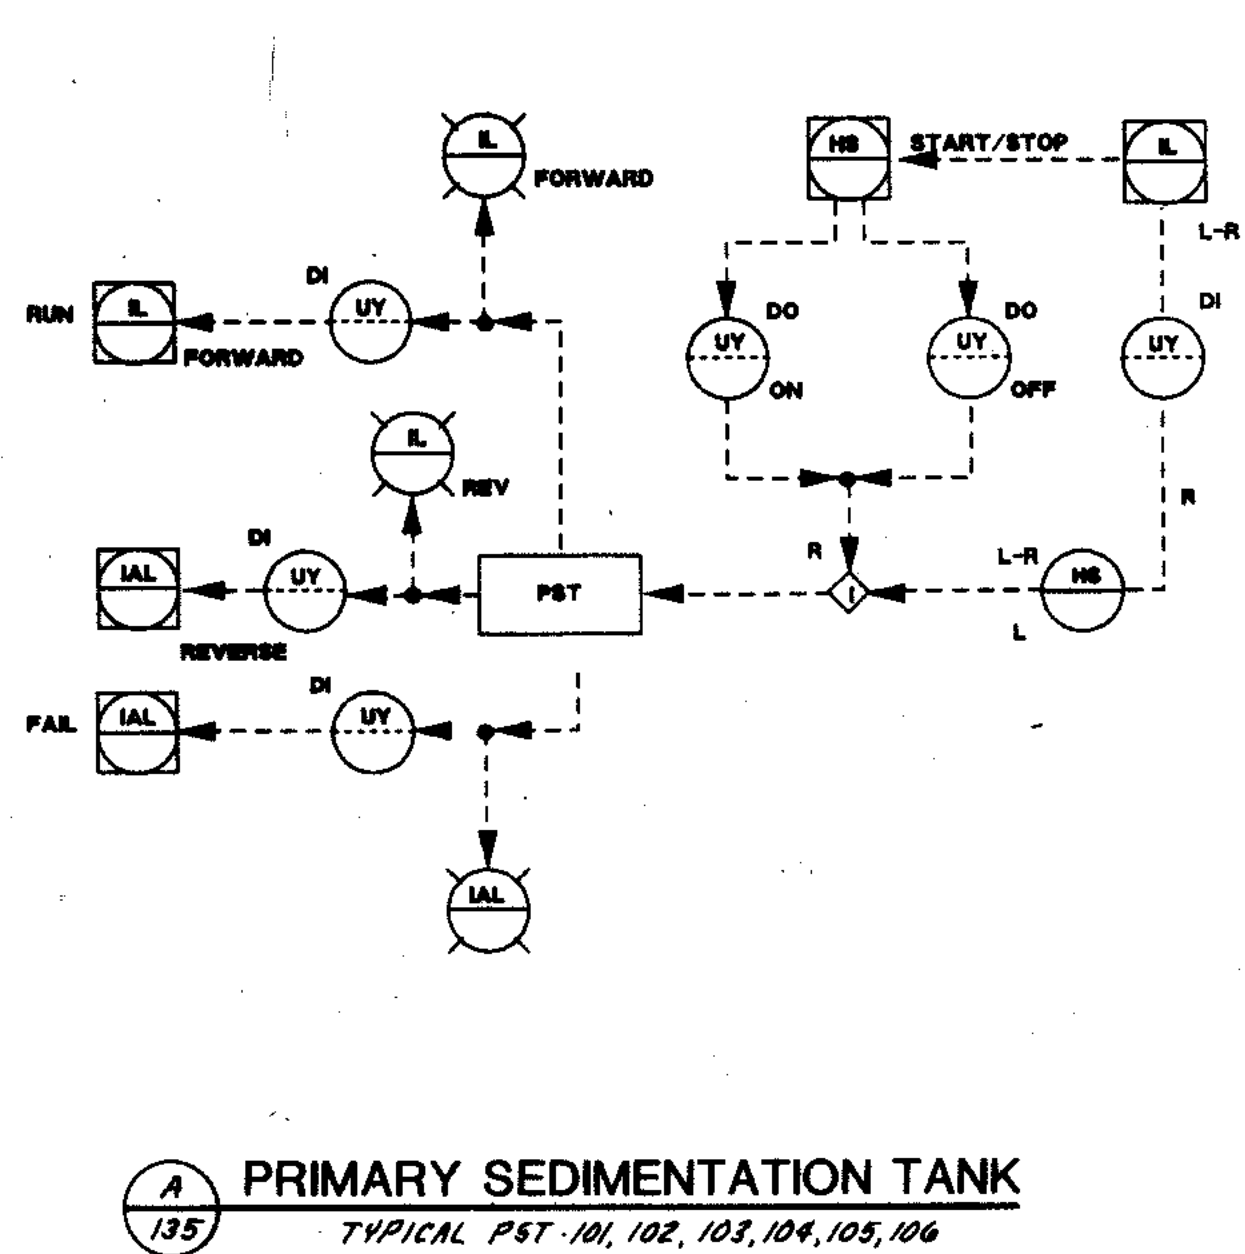 IL
FORWARD
HS
START/STOP
IL
L-R
DI
RUN
IL
UY
FORWARD
DO
DO
DI
UY
UY
UY
ON
OFF
IL
REV
R
DI
R
L-R
IAL
UY
PST
I
HS
L
REVERSE
DI
FAIL
IAL
UY
IAL
A
135
PRIMARY SEDIMENTATION TANK
TYPICAL PST-101, 102, 103, 104, 105, 106